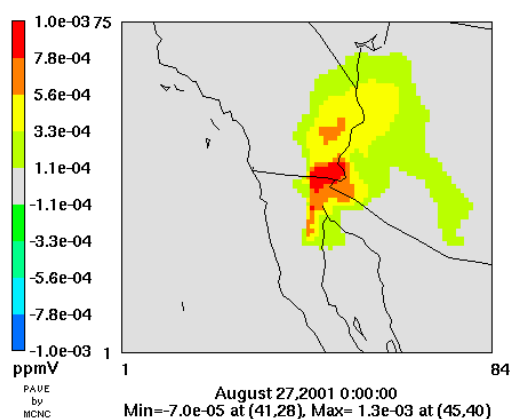 1.0e-03
7.8e-04
5.6e-04
3.3e-04
1.1e-04
-1.1e-04
-3.3e-04
-5.6e-04
-7.8e-04
-1.0e-03
ppmV
PAVE
by
MCNC
75
1
1
84
August 27,2001 0:00:00
Min=-7.0e-05 at (41,28), Max= 1.3e-03 at (45,40)